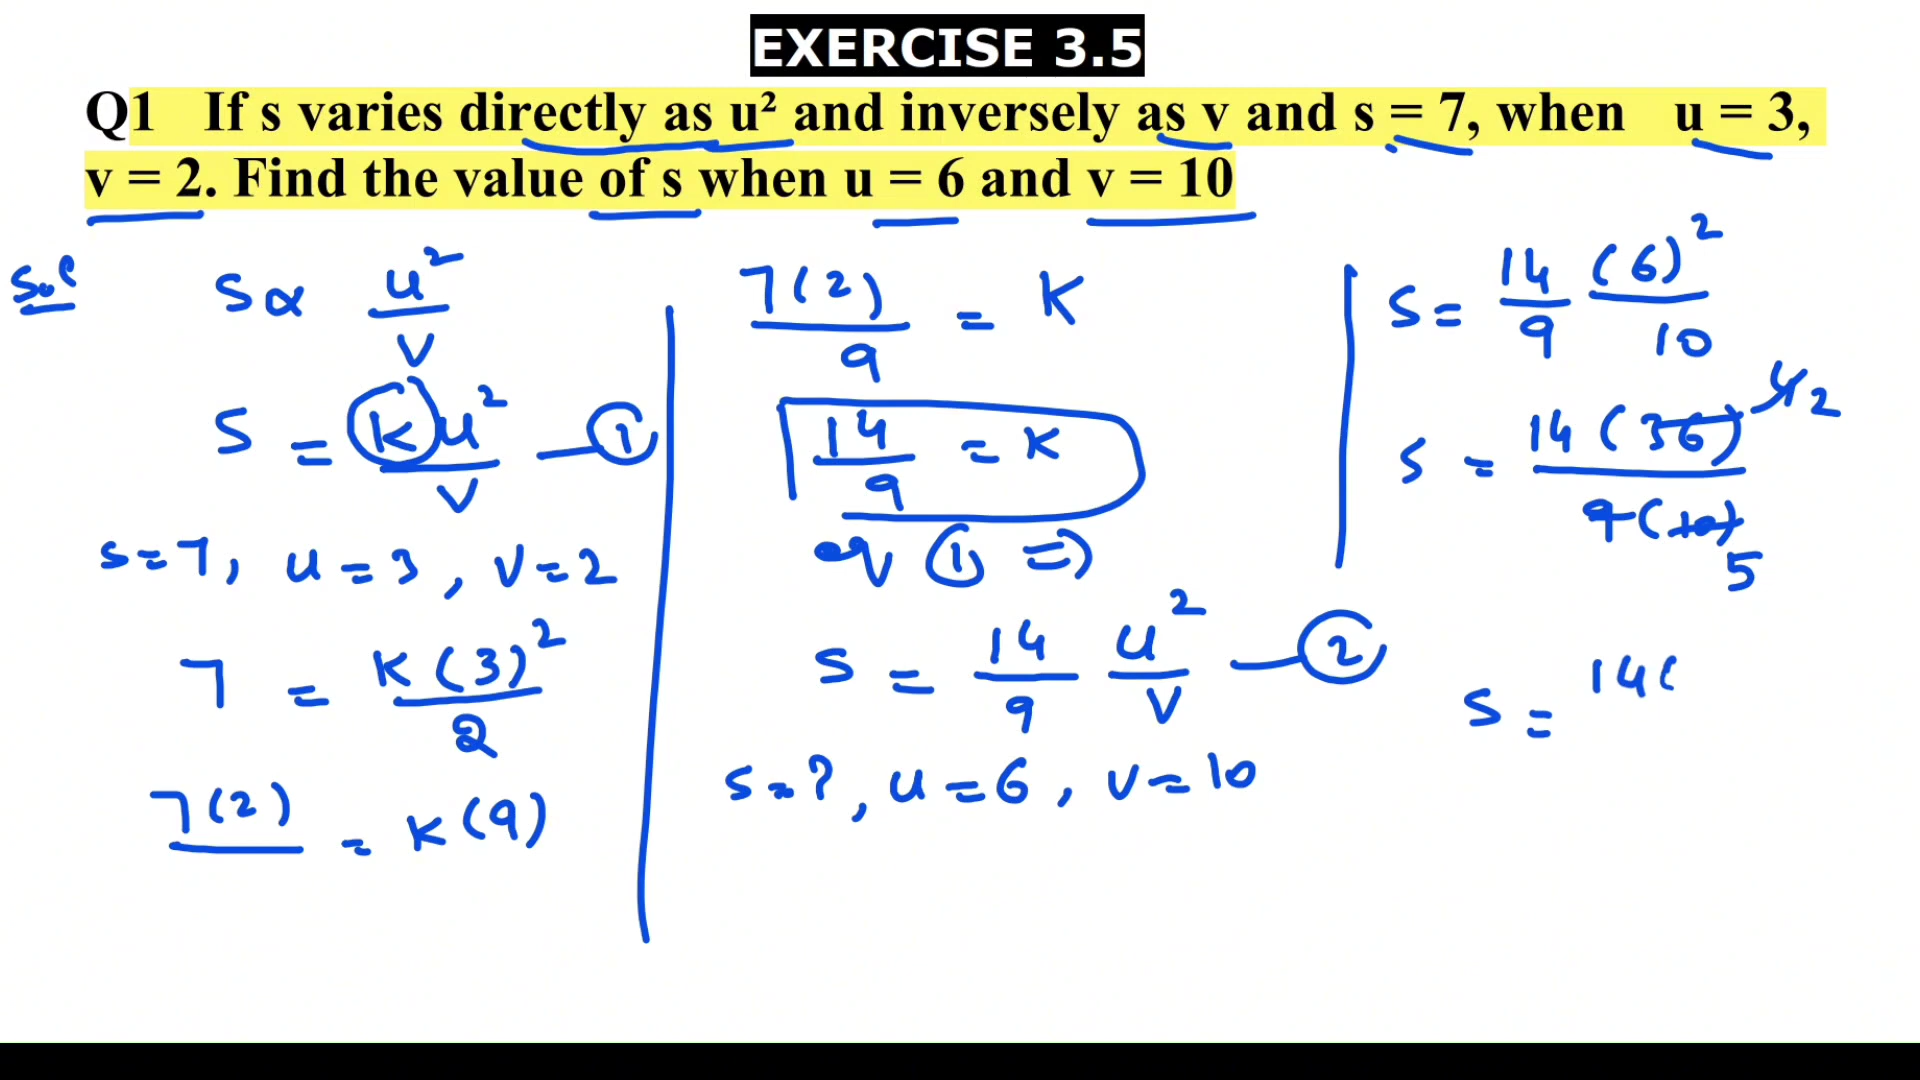 EXERCISE 3.5
Q1 If s varies directly as u² and inversely as v and s = 7, when u = 3,
v = 2. Find the value of s when u = 6 and v = 10
Sol
S ∝ u²/v
S = ku²/v — ①
s=7, u=3, v=2
7 = k(3)²/2
7(2) = k(9)
7(2)/9 = k
14/9 = k
eq ① ⇒
S = 14/9 u²/v — ②
s=?, u=6, v=10
S = 14/9 (6)²/10
S = 14(36)/9(10)
4 2
5
S = 14(